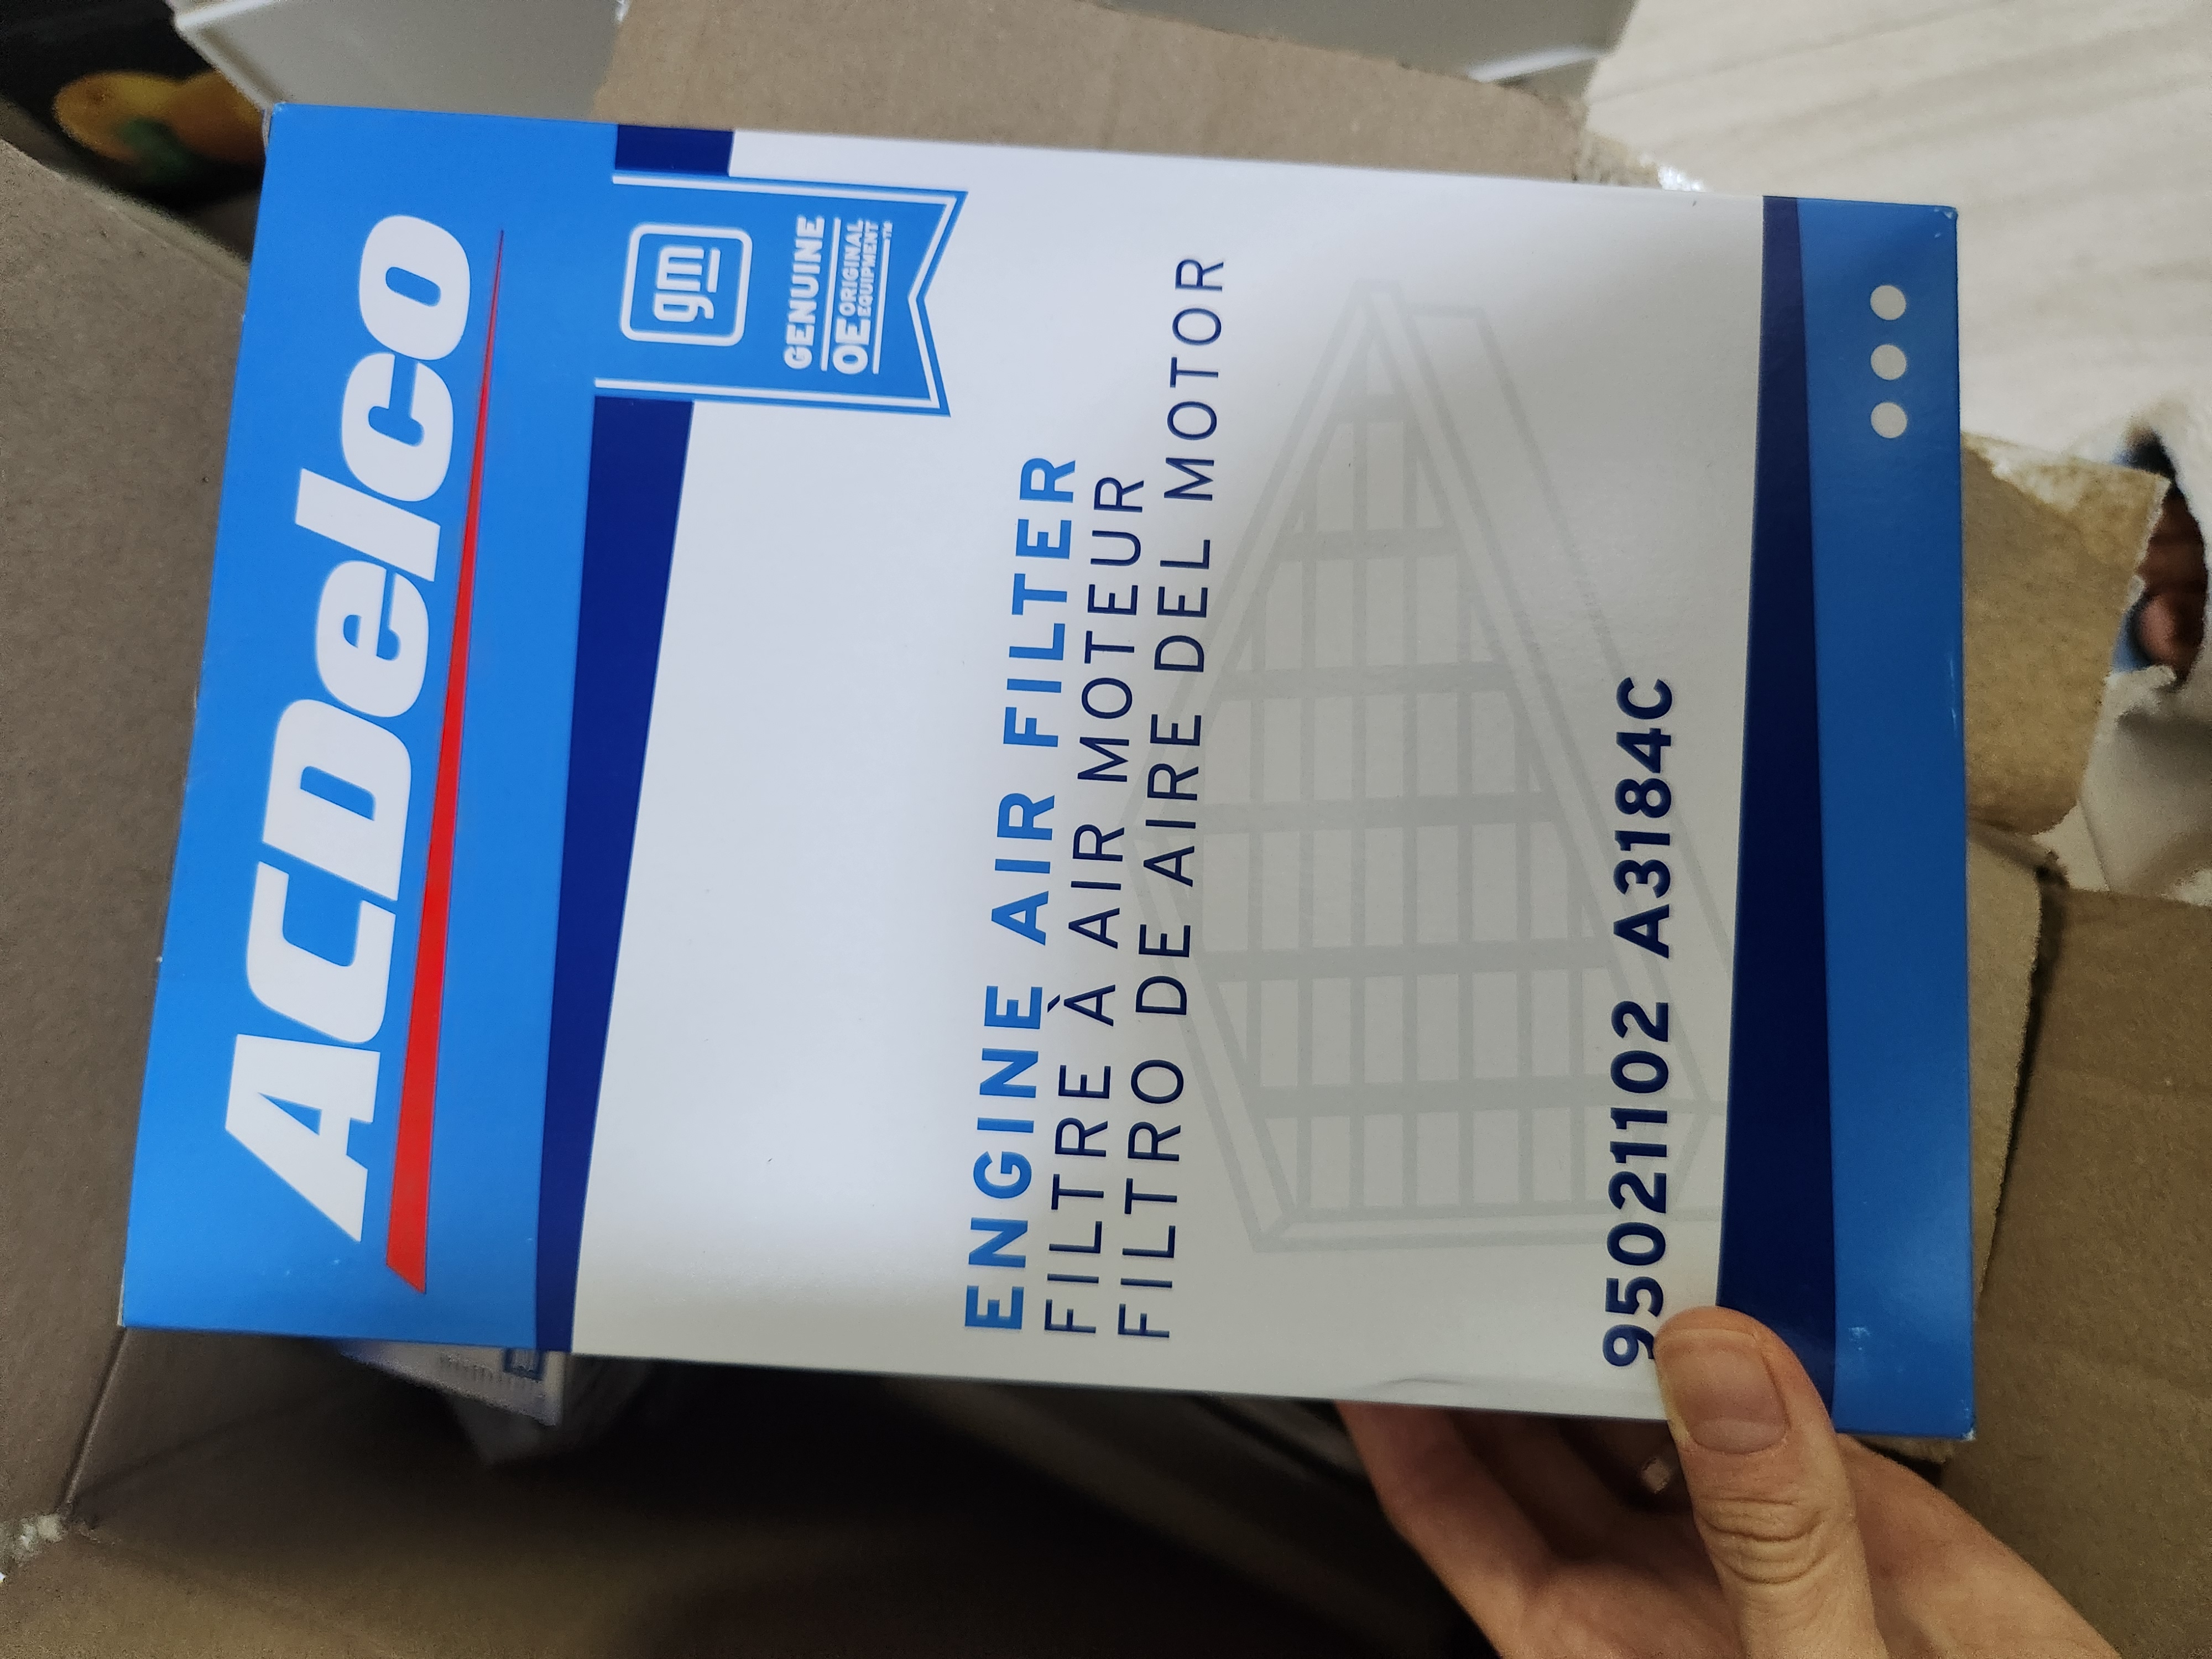 ACDelco
gm
GENUINE
OE ORIGINAL
EQUIPMENT
ENGINE AIR FILTER
FILTRE À AIR MOTEUR
FILTRO DE AIRE DEL MOTOR
95021102 A3184C